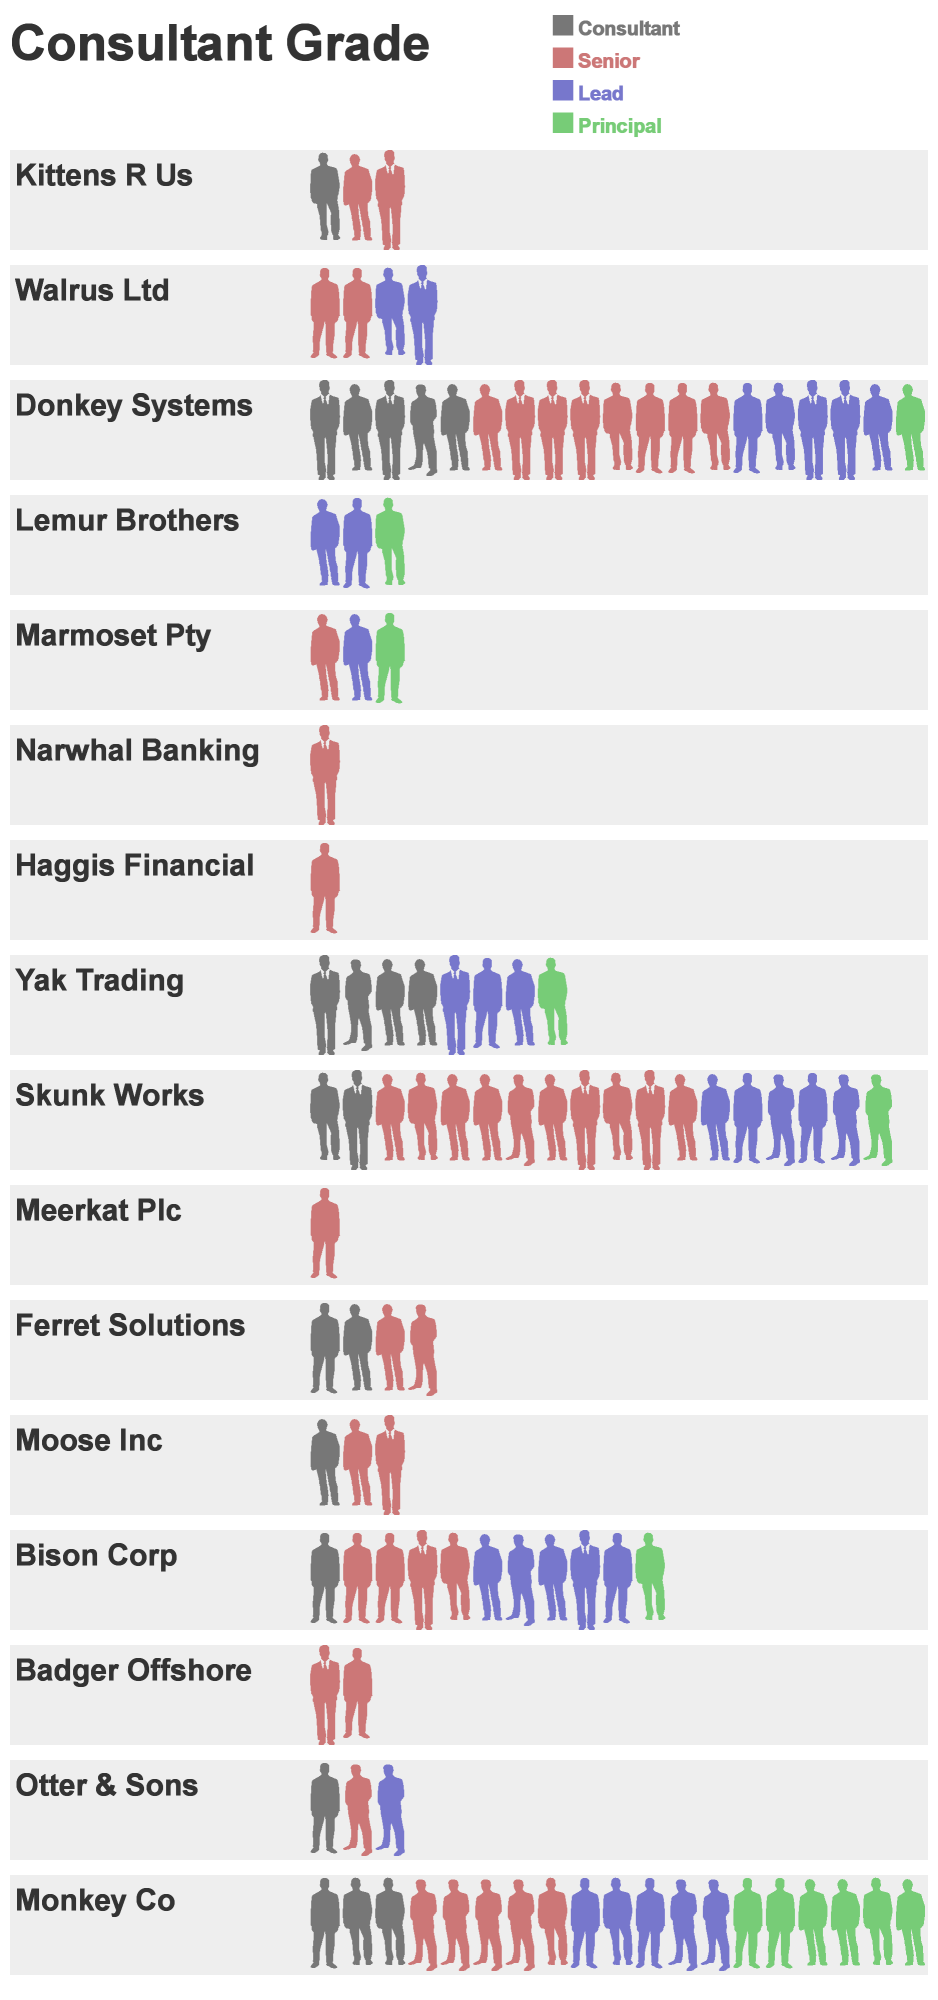 Consultant Grade
Consultant
Senior
Lead
Principal
Kittens R Us
Walrus Ltd
Donkey Systems
Lemur Brothers
Marmoset Pty
Narwhal Banking
Haggis Financial
Yak Trading
Skunk Works
Meerkat Plc
Ferret Solutions
Moose Inc
Bison Corp
Badger Offshore
Otter & Sons
Monkey Co